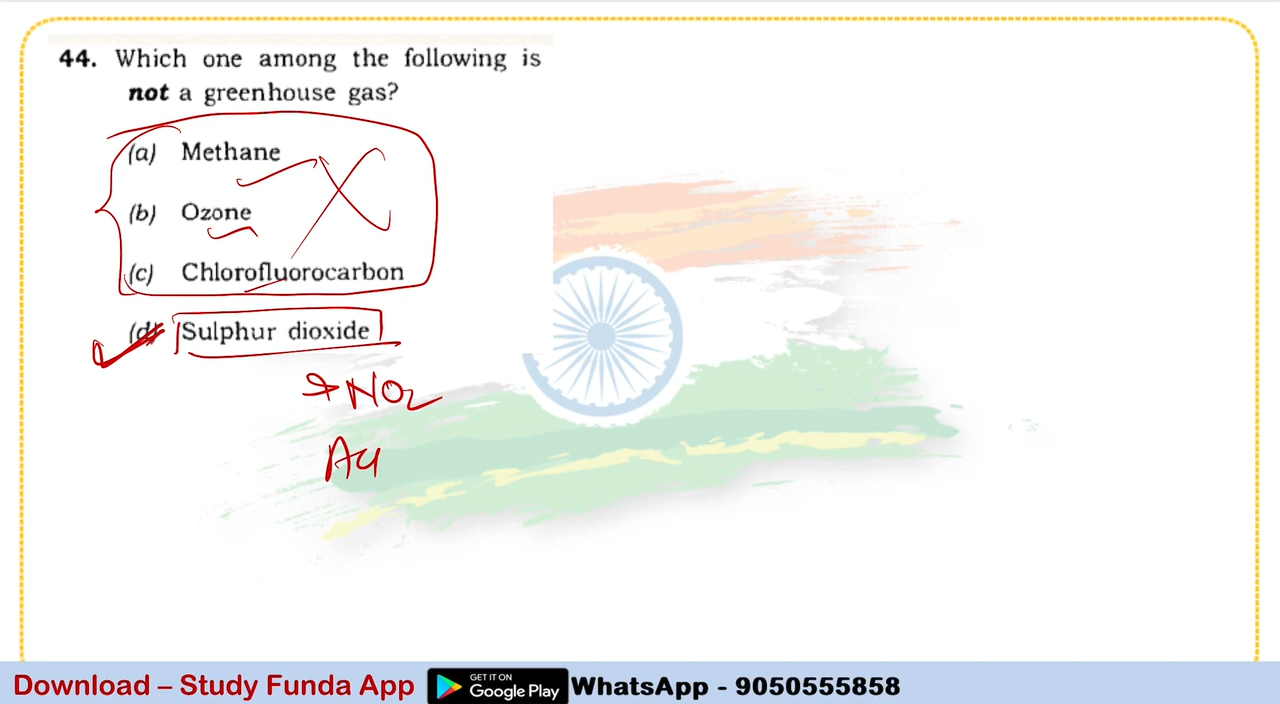 44. Which one among the following is
not a greenhouse gas?
(a) Methane
(b) Ozone
(c) Chlorofluorocarbon
(d) Sulphur dioxide
NO2
Download – Study Funda App GET IT ON Google Play WhatsApp - 9050555858